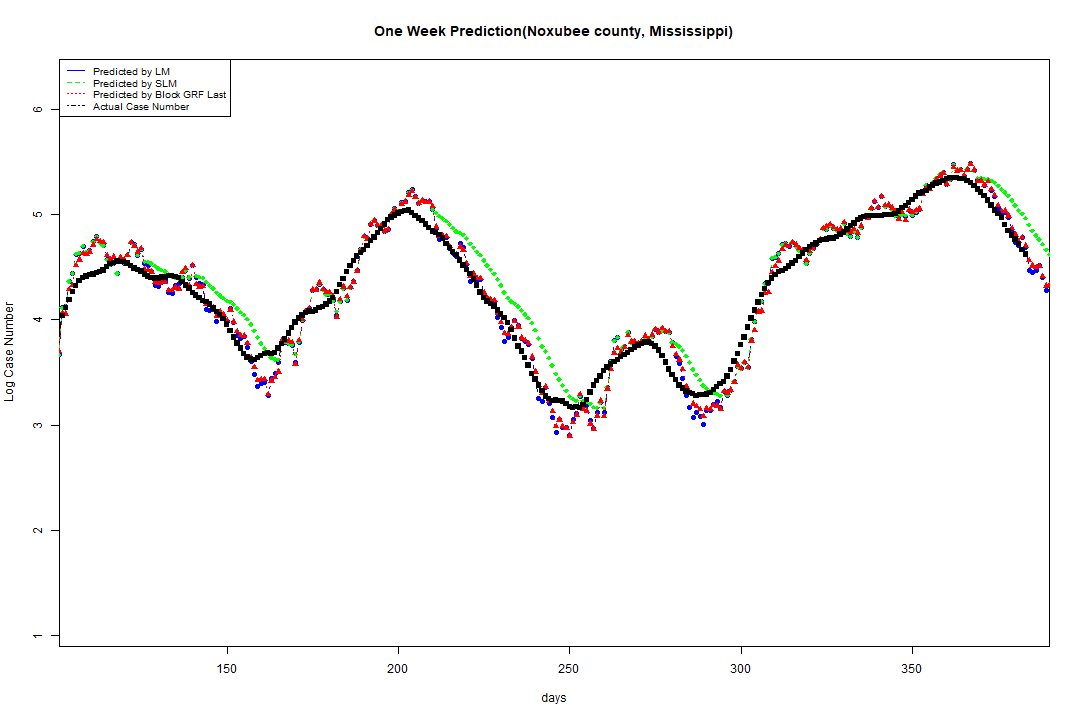 One Week Prediction(Noxubee county, Mississippi)
Predicted by LM
Predicted by SLM
Predicted by Block GRF Last
Actual Case Number
6
5
4
3
2
1
Log Case Number
150 200 250 300 350
days